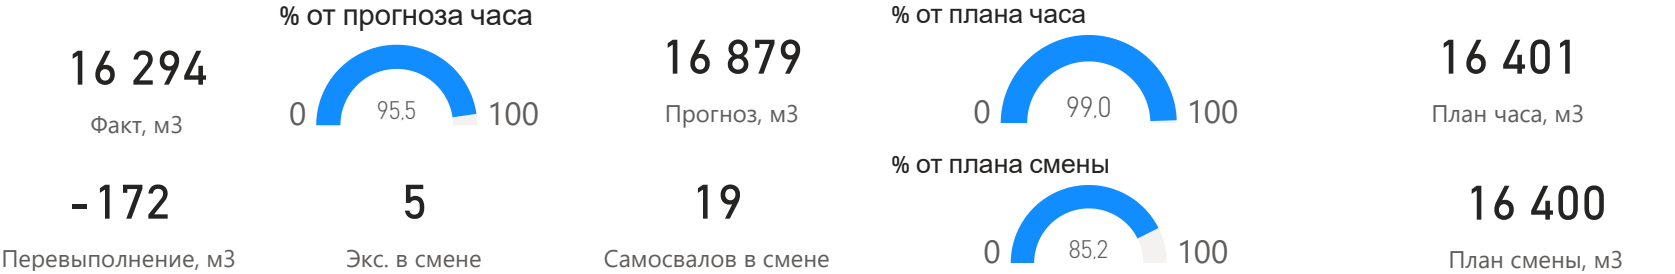 % от прогноза часа
% от плана часа
16 294
Факт, м3
0
95,5
100
16 879
Прогноз, м3
0
99,0
100
16 401
План часа, м3
% от плана смены
-172
Перевыполнение, м3
5
Экс. в смене
19
Самосвалов в смене
0
85,2
100
16 400
План смены, м3